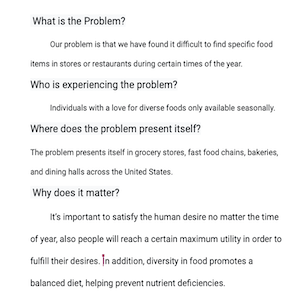 What is the Problem?
Our problem is that we have found it difficult to find specific food
items in stores or restaurants during certain times of the year.
Who is experiencing the problem?
Individuals with a love for diverse foods only available seasonally.
Where does the problem present itself?
The problem presents itself in grocery stores, fast food chains, bakeries,
and dining halls across the United States.
Why does it matter?
It's important to satisfy the human desire no matter the time
of year, also people will reach a certain maximum utility in order to
fulfill their desires. In addition, diversity in food promotes a
balanced diet, helping prevent nutrient deficiencies.